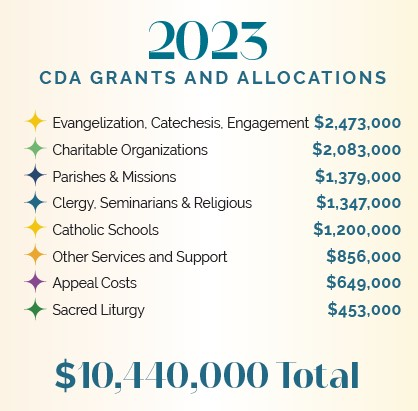 2023
CDA GRANTS AND ALLOCATIONS
Evangelization, Catechesis, Engagement $2,473,000
Charitable Organizations $2,083,000
Parishes & Missions $1,379,000
Clergy, Seminarians & Religious $1,347,000
Catholic Schools $1,200,000
Other Services and Support $856,000
Appeal Costs $649,000
Sacred Liturgy $453,000
$10,440,000 Total